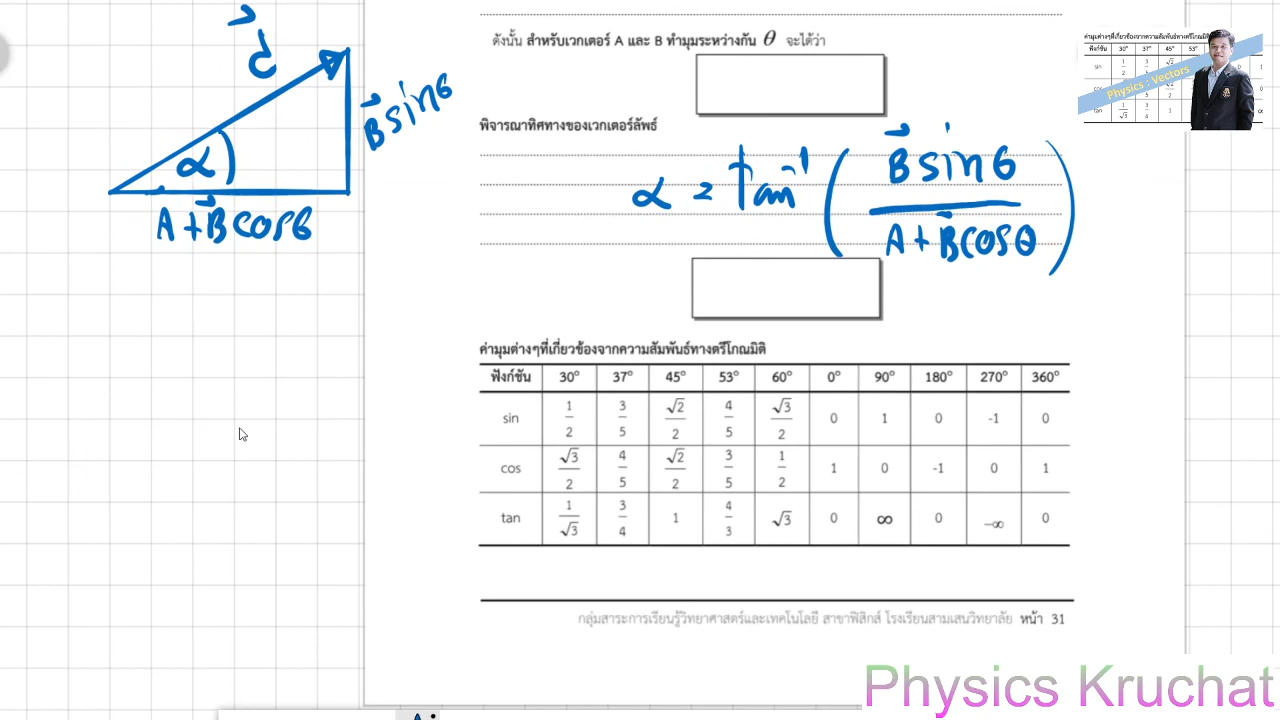 ดังนั้น สำหรับเวกเตอร์ A และ B ทำมุมระหว่างกัน θ จะได้ว่า
พิจารณาทิศทางของเวกเตอร์ลัพธ์
C⃗
α
B⃗ sin θ
A + B⃗ cos θ
α = tan⁻¹ ( B⃗ sin θ / A + B⃗ cos θ )
ค่ามุมต่างๆที่เกี่ยวข้องจากความสัมพันธ์ทางตรีโกณมิติ
ฟังก์ชัน 30° 37° 45° 53° 60° 0° 90° 180° 270° 360°
sin 1/2 3/5 √2/2 4/5 √3/2 0 1 0 -1 0
cos √3/2 4/5 √2/2 3/5 1/2 1 0 -1 0 1
tan 1/√3 3/4 1 4/3 √3 0 ∞ 0 -∞ 0
กลุ่มสาระการเรียนรู้วิทยาศาสตร์และเทคโนโลยี สาขาฟิสิกส์ โรงเรียนสามเสนวิทยาลัย หน้า 31
Physics : Vectors
Physics Kruchat